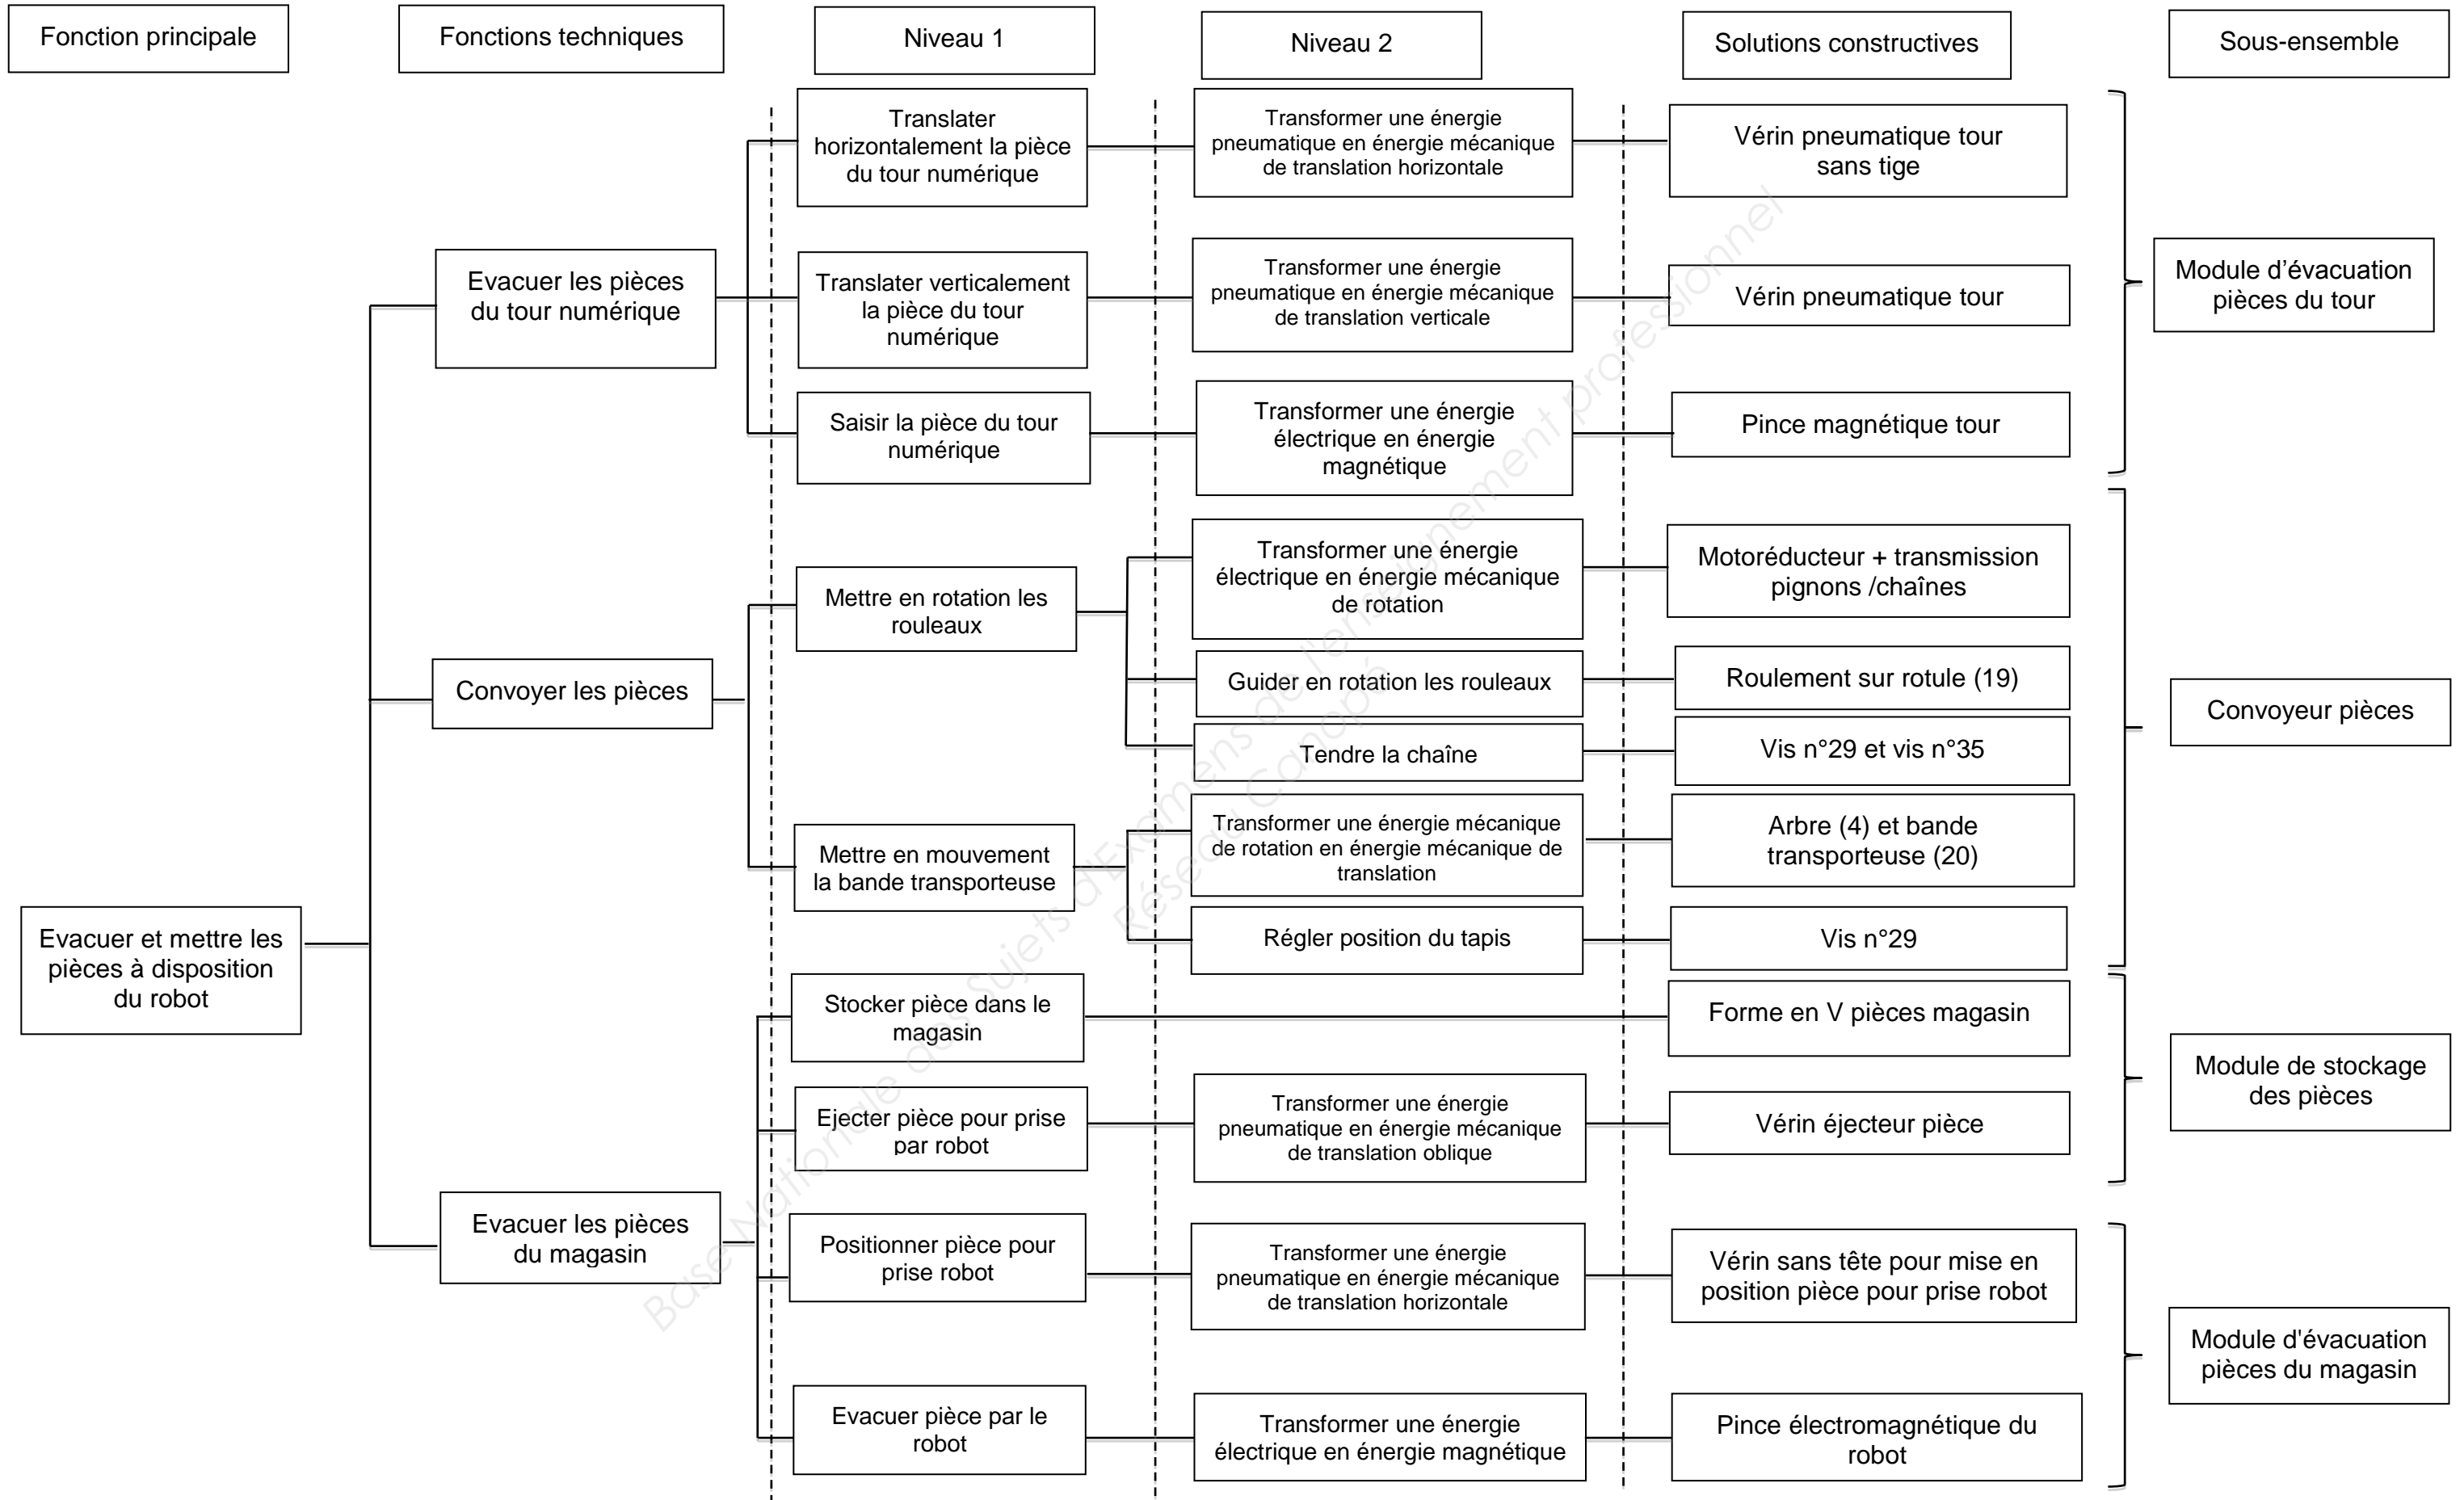 Fonction principale
Fonctions techniques
Niveau 1
Niveau 2
Solutions constructives
Sous-ensemble
Evacuer et mettre les
pièces à disposition
du robot
Evacuer les pièces
du tour numérique
Translater
horizontalement la pièce
du tour numérique
Transformer une énergie
pneumatique en énergie mécanique
de translation horizontale
Vérin pneumatique tour
sans tige
Translater verticalement
la pièce du tour
numérique
Transformer une énergie
pneumatique en énergie mécanique
de translation verticale
Vérin pneumatique tour
Saisir la pièce du tour
numérique
Transformer une énergie
électrique en énergie
magnétique
Pince magnétique tour
Module d'évacuation
pièces du tour
Convoyer les pièces
Mettre en rotation les
rouleaux
Transformer une énergie
électrique en énergie mécanique
de rotation
Motoréducteur + transmission
pignons /chaînes
Guider en rotation les rouleaux
Roulement sur rotule (19)
Tendre la chaîne
Vis n°29 et vis n°35
Mettre en mouvement
la bande transporteuse
Transformer une énergie mécanique
de rotation en énergie mécanique de
translation
Arbre (4) et bande
transporteuse (20)
Régler position du tapis
Vis n°29
Convoyeur pièces
Evacuer les pièces
du magasin
Stocker pièce dans le
magasin
Forme en V pièces magasin
Ejecter pièce pour prise
par robot
Transformer une énergie
pneumatique en énergie mécanique
de translation oblique
Vérin éjecteur pièce
Module de stockage
des pièces
Positionner pièce pour
prise robot
Transformer une énergie
pneumatique en énergie mécanique
de translation horizontale
Vérin sans tête pour mise en
position pièce pour prise robot
Evacuer pièce par le
robot
Transformer une énergie
électrique en énergie magnétique
Pince électromagnétique du
robot
Module d'évacuation
pièces du magasin
Base Nationale des Sujets d'Examens de l'enseignement professionnel
Réseau Canopé